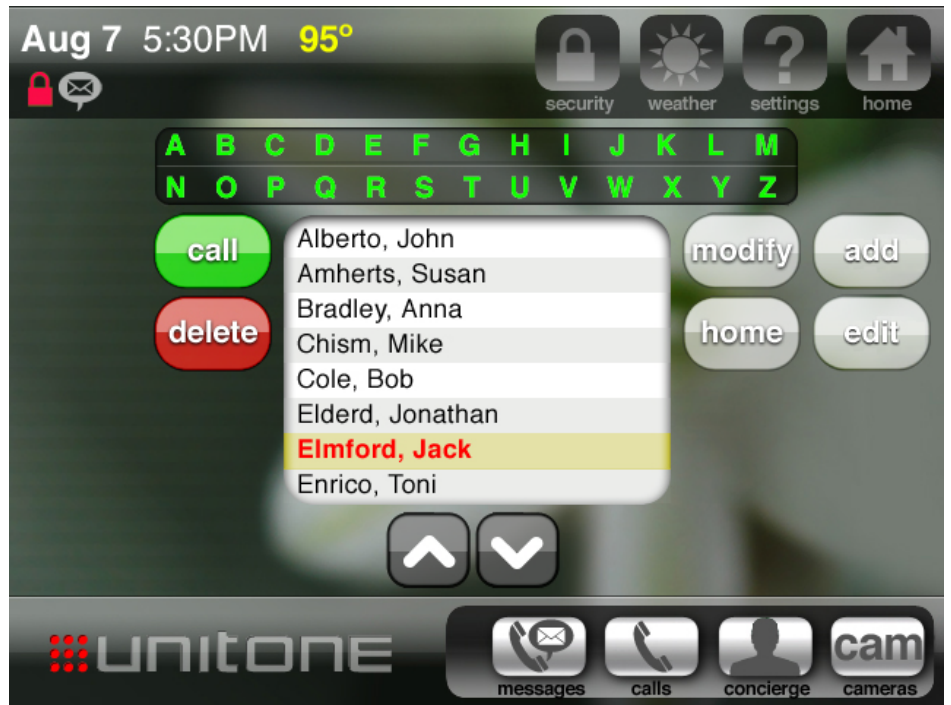 Aug 7 5:30PM 95°
security weather settings home
A B C D E F G H I J K L M
N O P Q R S T U V W X Y Z
call
delete
Alberto, John
Amherts, Susan
Bradley, Anna
Chism, Mike
Cole, Bob
Elderd, Jonathan
Elmford, Jack
Enrico, Toni
modify add
home edit
unitone
cam
messages calls concierge cameras